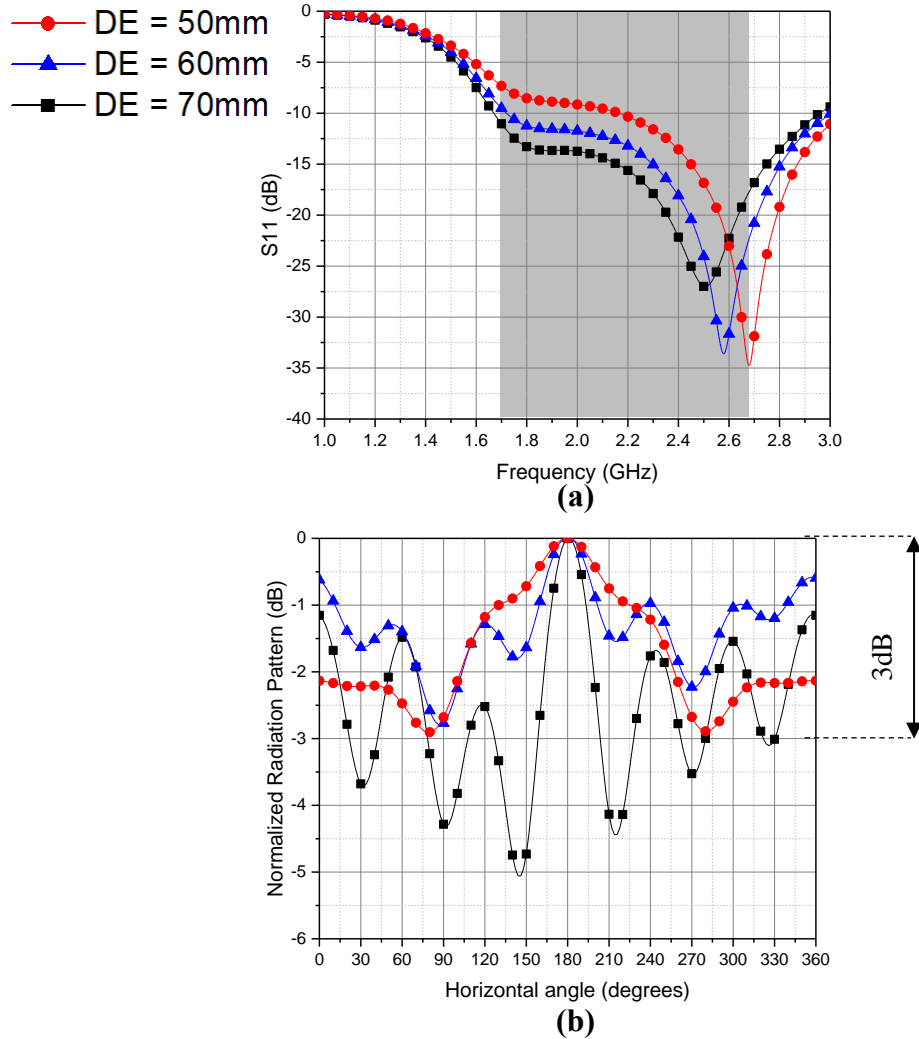 DE = 50mm
DE = 60mm
DE = 70mm
0
-5
-10
-15
-20
-25
-30
-35
-40
S11 (dB)
1.0 1.2 1.4 1.6 1.8 2.0 2.2 2.4 2.6 2.8 3.0
Frequency (GHz)
(a)
0
-1
-2
-3
-4
-5
-6
Normalized Radiation Pattern (dB)
3dB
0 30 60 90 120 150 180 210 240 270 300 330 360
Horizontal angle (degrees)
(b)